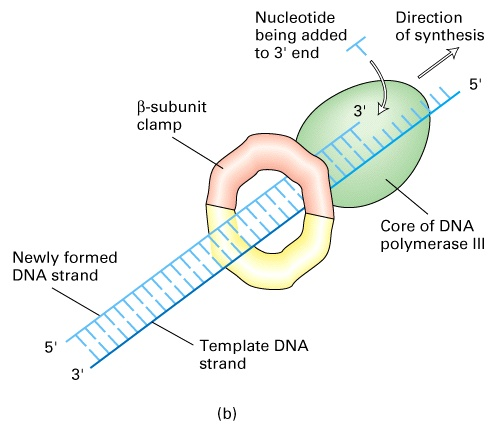 Nucleotide
being added
to 3' end
Direction
of synthesis
5'
3'
β-subunit
clamp
Core of DNA
polymerase III
Newly formed
DNA strand
5'
3'
Template DNA
strand
(b)